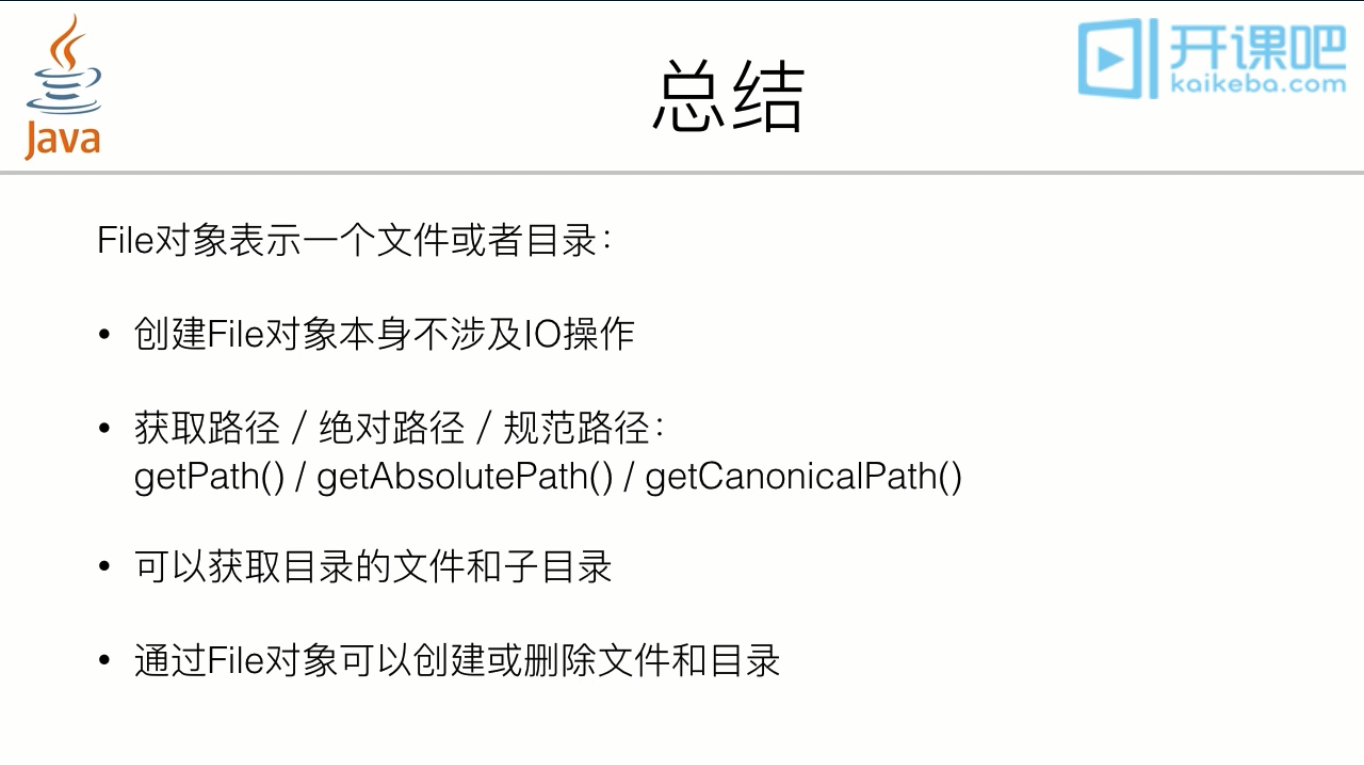 Java
总结
开课吧
kaikeba.com
File对象表示一个文件或者目录：
• 创建File对象本身不涉及IO操作
• 获取路径 / 绝对路径 / 规范路径：
getPath() / getAbsolutePath() / getCanonicalPath()
• 可以获取目录的文件和子目录
• 通过File对象可以创建或删除文件和目录